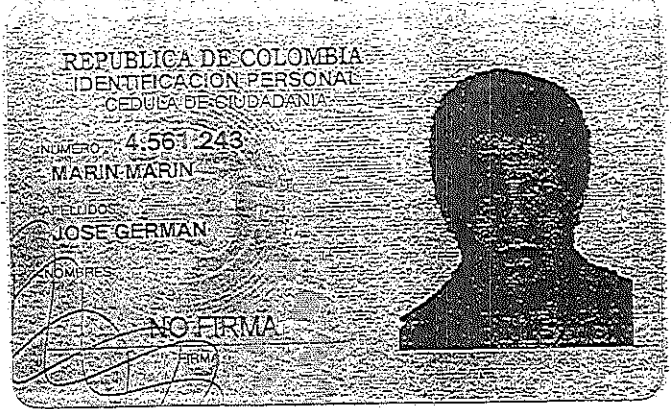 REPUBLICA DE COLOMBIA
IDENTIFICACION PERSONAL
CEDULA DE CIUDADANIA
NUMERO 4.561.243
MARIN MARIN
APELLIDOS
JOSE GERMAN
NOMBRES
NO FIRMA
FIRMA